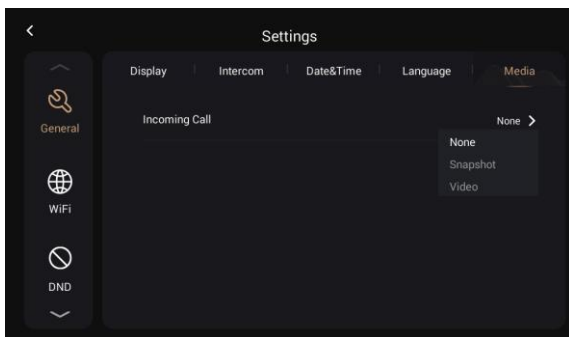 Settings
Display Intercom Date&Time Language Media
General
Incoming Call None
None
Snapshot
Video
WiFi
DND